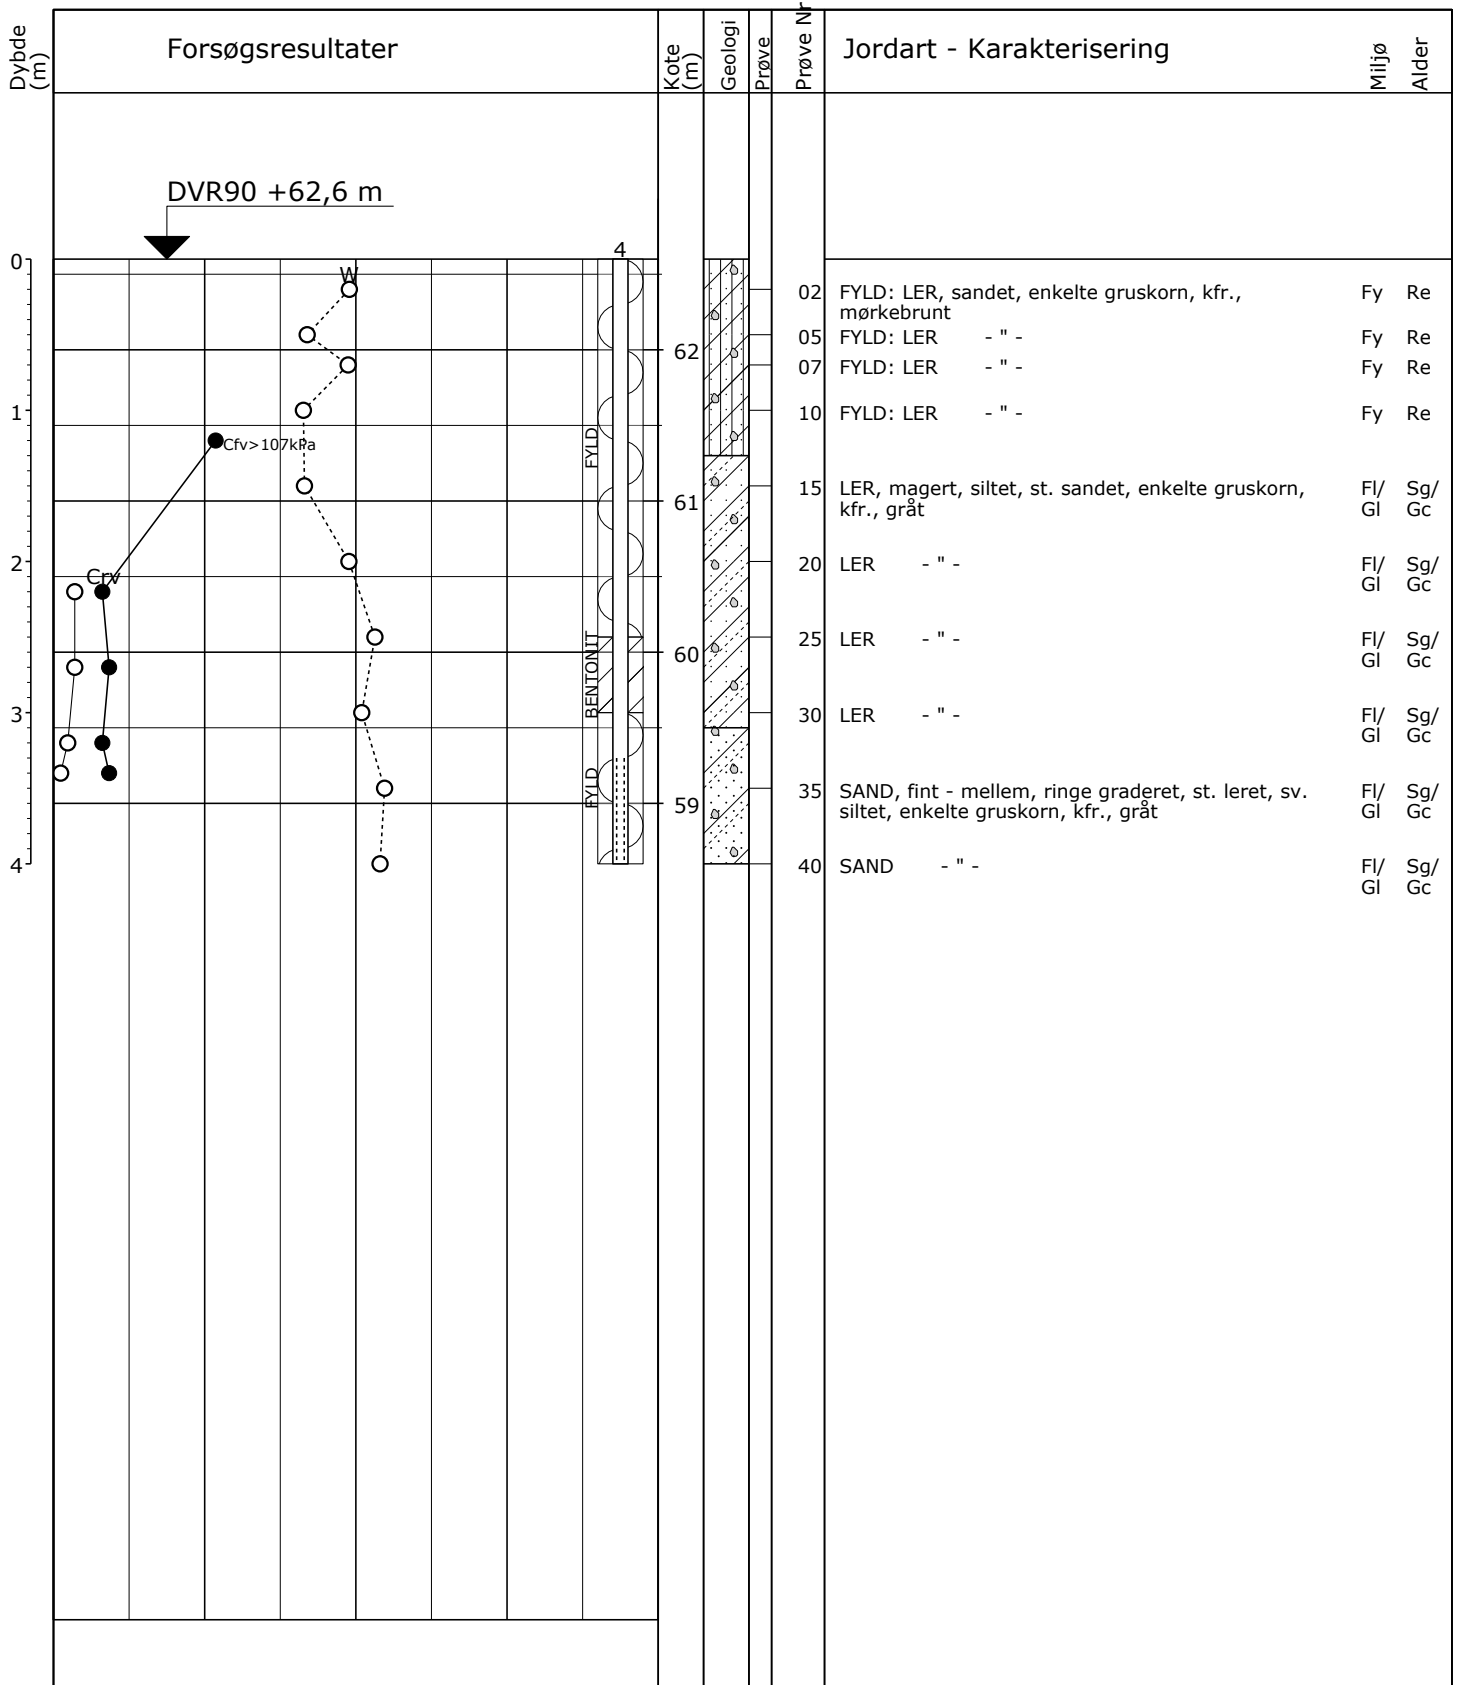 Dybde
(m)
Forsøgsresultater
Kote
(m)
Geologi
Prøve
Prøve Nr
Jordart - Karakterisering
Miljø
Alder
DVR90 +62,6 m
4
0
W
02 FYLD: LER, sandet, enkelte gruskorn, kfr., Fy Re
mørkebrunt
05 FYLD: LER - " - Fy Re
62
07 FYLD: LER - " - Fy Re
1
10 FYLD: LER - " - Fy Re
Cfv>107kPa
FYLD
61
15 LER, magert, siltet, st. sandet, enkelte gruskorn, Fl/ Sg/
kfr., gråt Gl Gc
2
20 LER - " - Fl/ Sg/
Gl Gc
Crv
25 LER - " - Fl/ Sg/
Gl Gc
60
BENTONIT
3
30 LER - " - Fl/ Sg/
Gl Gc
FYLD
35 SAND, fint - mellem, ringe graderet, st. leret, sv. Fl/ Sg/
59
siltet, enkelte gruskorn, kfr., gråt Gl Gc
4
40 SAND - " - Fl/ Sg/
Gl Gc